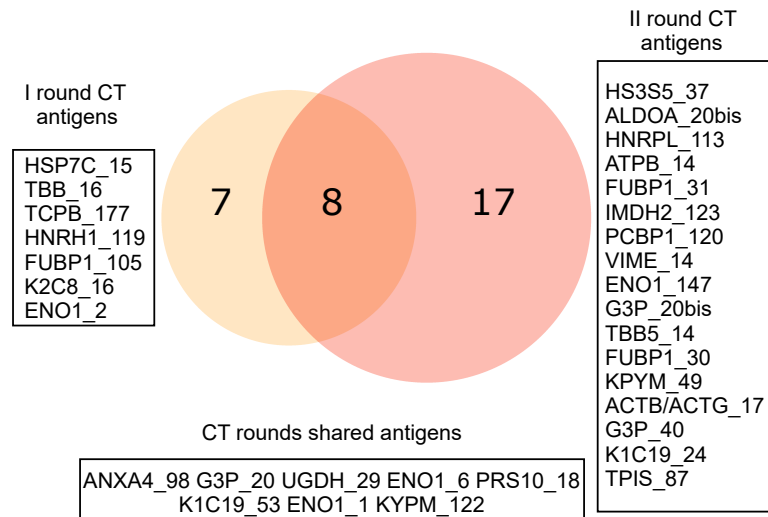 I round CT
antigens
HSP7C_15
TBB_16
TCPB_177
HNRH1_119
FUBP1_105
K2C8_16
ENO1_2
7
8
17
II round CT
antigens
HS3S5_37
ALDOA_20bis
HNRPL_113
ATPB_14
FUBP1_31
IMDH2_123
PCBP1_120
VIME_14
ENO1_147
G3P_20bis
TBB5_14
FUBP1_30
KPYM_49
ACTB/ACTG_17
G3P_40
K1C19_24
TPIS_87
CT rounds shared antigens
ANXA4_98 G3P_20 UGDH_29 ENO1_6 PRS10_18
K1C19_53 ENO1_1 KYPM_122